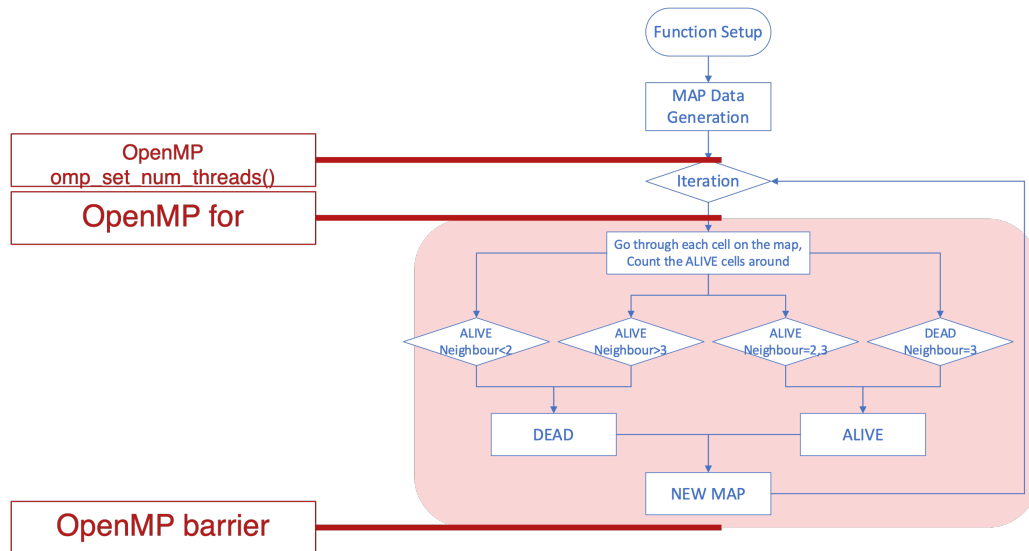 Function Setup
MAP Data
Generation
OpenMP
omp_set_num_threads()
Iteration
OpenMP for
Go through each cell on the map,
Count the ALIVE cells around
ALIVE
Neighbour<2
ALIVE
Neighbour>3
ALIVE
Neighbour=2,3
DEAD
Neighbour=3
DEAD
ALIVE
NEW MAP
OpenMP barrier